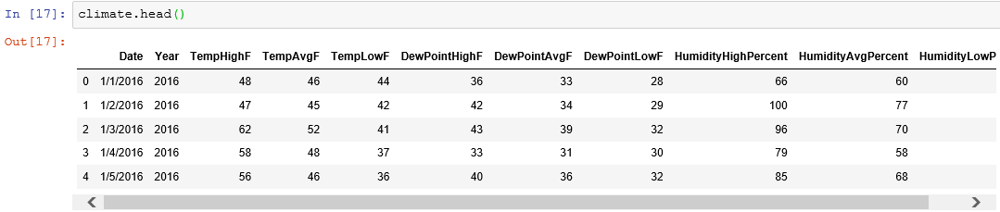 In [17]: climate.head()
Out[17]:
Date Year TempHighF TempAvgF TempLowF DewPointHighF DewPointAvgF DewPointLowF HumidityHighPercent HumidityAvgPercent HumidityLowP
0 1/1/2016 2016 48 46 44 36 33 28 66 60
1 1/2/2016 2016 47 45 42 42 34 29 100 77
2 1/3/2016 2016 62 52 41 43 39 32 96 70
3 1/4/2016 2016 58 48 37 33 31 30 79 58
4 1/5/2016 2016 56 46 36 40 36 32 85 68